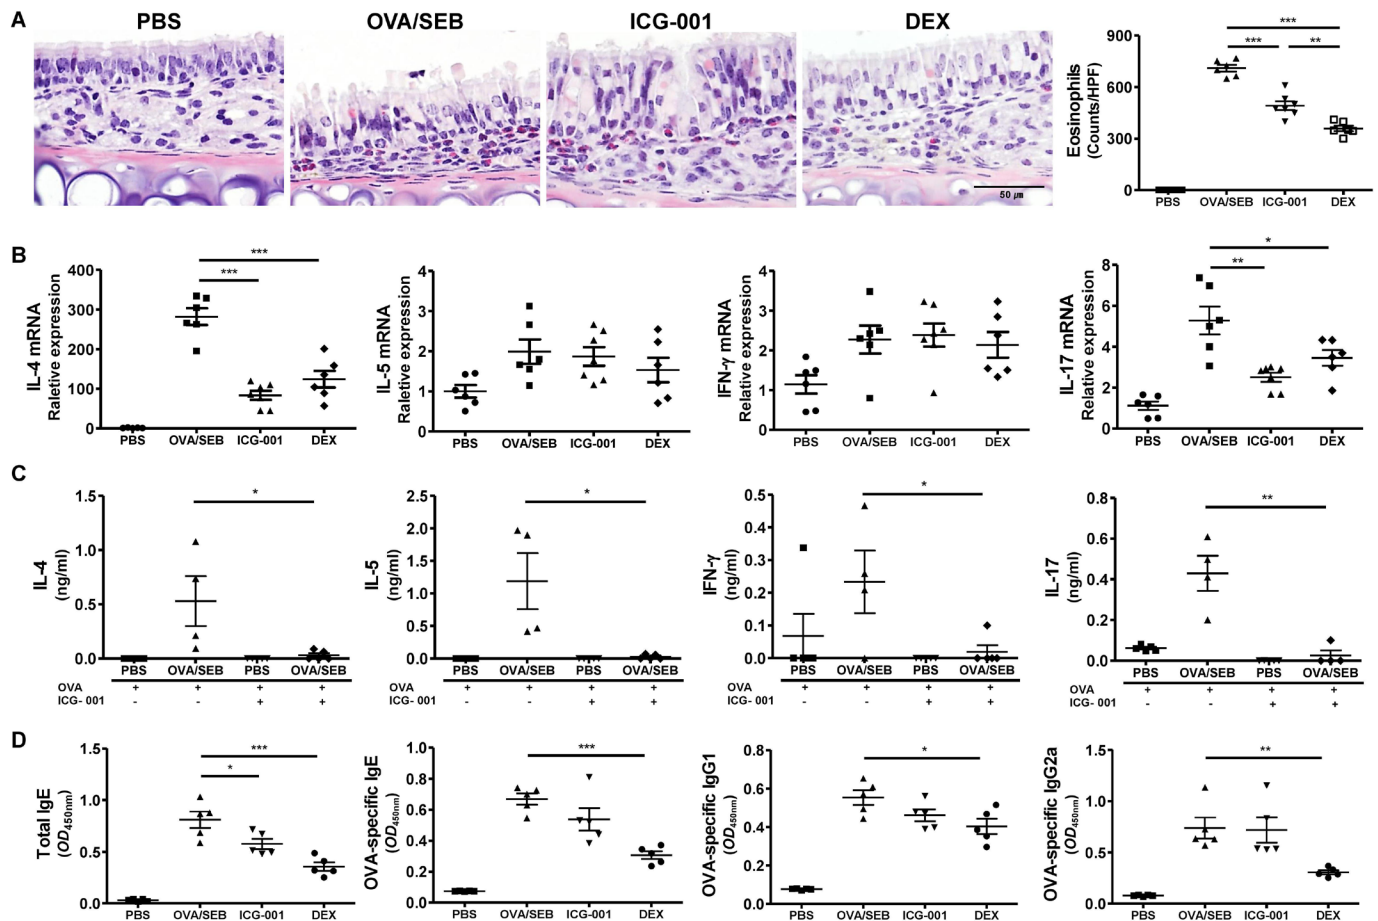 A
PBS
OVA/SEB
ICG-001
DEX
50 ㎛
Eosinophils
(Counts/HPF)
900
600
300
0
***
***
**
PBS
OVA/SEB
ICG-001
DEX
B
IL-4 mRNA
Raletive expression
400
300
200
100
0
***
***
PBS
OVA/SEB
ICG-001
DEX
IL-5 mRNA
Raletive expression
4
3
2
1
0
PBS
OVA/SEB
ICG-001
DEX
IFN-γ mRNA
Relative expression
4
3
2
1
0
PBS
OVA/SEB
ICG-001
DEX
IL-17 mRNA
Relative expression
8
6
4
2
0
*
**
PBS
OVA/SEB
ICG-001
DEX
C
IL-4
(ng/ml)
1.5
1.0
0.5
0.0
*
PBS OVA/SEB PBS OVA/SEB
OVA + + + +
ICG- 001 - - + +
IL-5
(ng/ml)
2.5
2.0
1.5
1.0
0.5
0.0
*
PBS OVA/SEB PBS OVA/SEB
OVA + + + +
ICG- 001 - - + +
IFN-γ
(ng/ml)
0.5
0.4
0.3
0.2
0.1
0.0
*
PBS OVA/SEB PBS OVA/SEB
OVA + + + +
ICG- 001 - - + +
IL-17
(ng/ml)
0.8
0.6
0.4
0.2
0.0
**
PBS OVA/SEB PBS OVA/SEB
OVA + + + +
ICG- 001 - - + +
D
Total IgE
(OD450nm)
1.5
1.0
0.5
0.0
***
*
PBS
OVA/SEB
ICG-001
DEX
OVA-specific IgE
(OD450nm)
1.0
0.8
0.6
0.4
0.2
0.0
***
PBS
OVA/SEB
ICG-001
DEX
OVA-specific IgG1
(OD450nm)
0.8
0.6
0.4
0.2
0.0
*
PBS
OVA/SEB
ICG-001
DEX
OVA-specific IgG2a
(OD450nm)
1.5
1.0
0.5
0.0
**
PBS
OVA/SEB
ICG-001
DEX